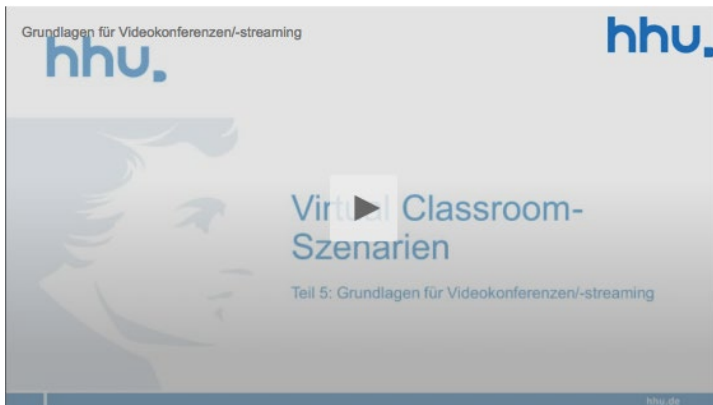 Grundlagen für Videokonferenzen/-streaming
hhu.
hhu.
Virtual Classroom-
Szenarien
Teil 5: Grundlagen für Videokonferenzen/-streaming
hhu.de